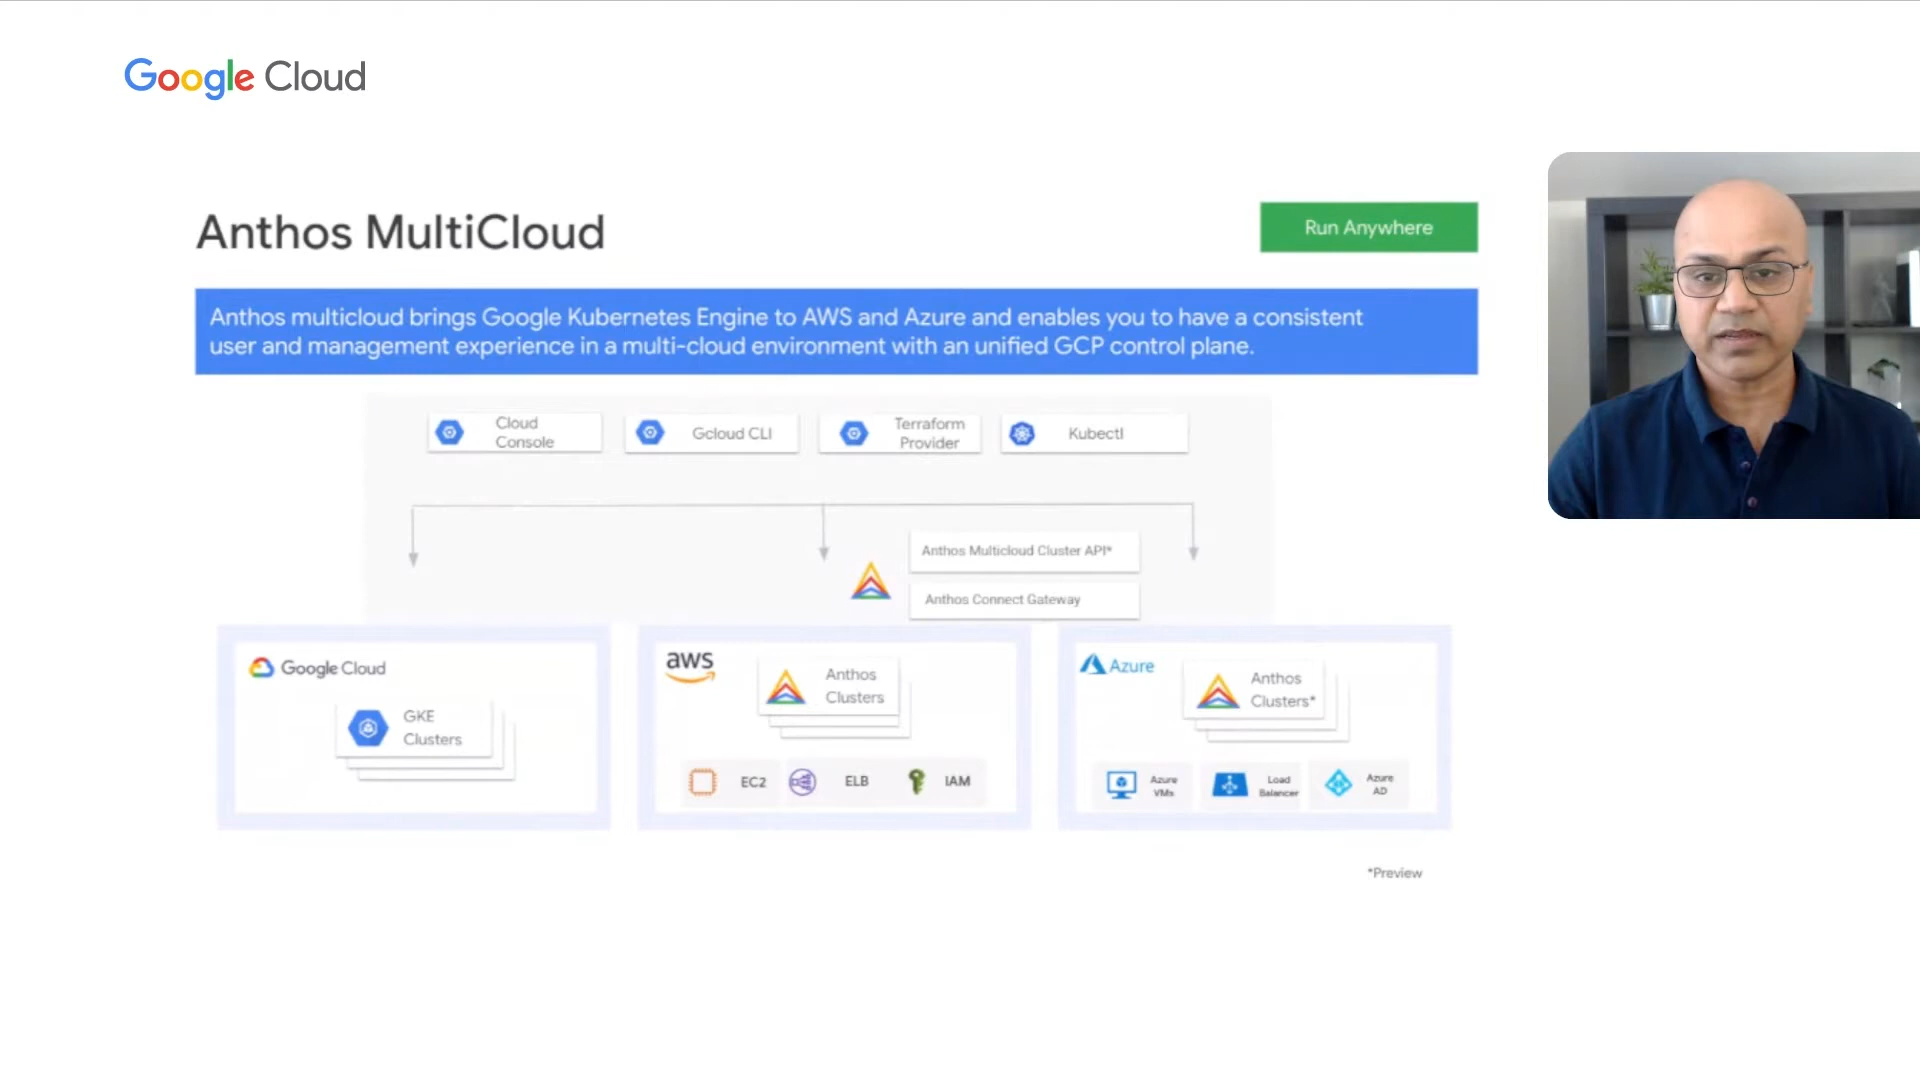 Google Cloud
Anthos MultiCloud
Run Anywhere
Anthos multicloud brings Google Kubernetes Engine to AWS and Azure and enables you to have a consistent
user and management experience in a multi-cloud environment with an unified GCP control plane.
Cloud
Console
Gcloud CLI
Terraform
Provider
Kubectl
Anthos Multicloud Cluster API*
Anthos Connect Gateway
Google Cloud
GKE
Clusters
aws
Anthos
Clusters
EC2
ELB
IAM
Azure
Anthos
Clusters*
Azure
VMs
Load
Balancer
Azure
AD
*Preview